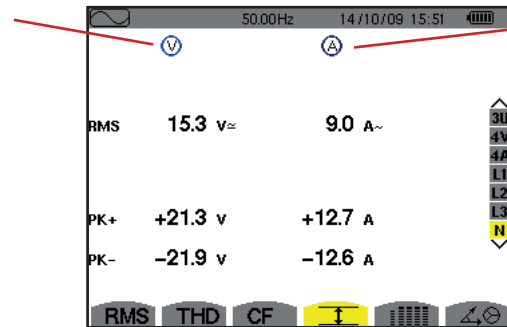 50.00Hz 14/10/09 15:51
V A
RMS 15.3 V≃ 9.0 A~
PK+ +21.3 V +12.7 A
PK- −21.9 V −12.6 A
3U
4V
4A
L1
L2
L3
N
RMS THD CF